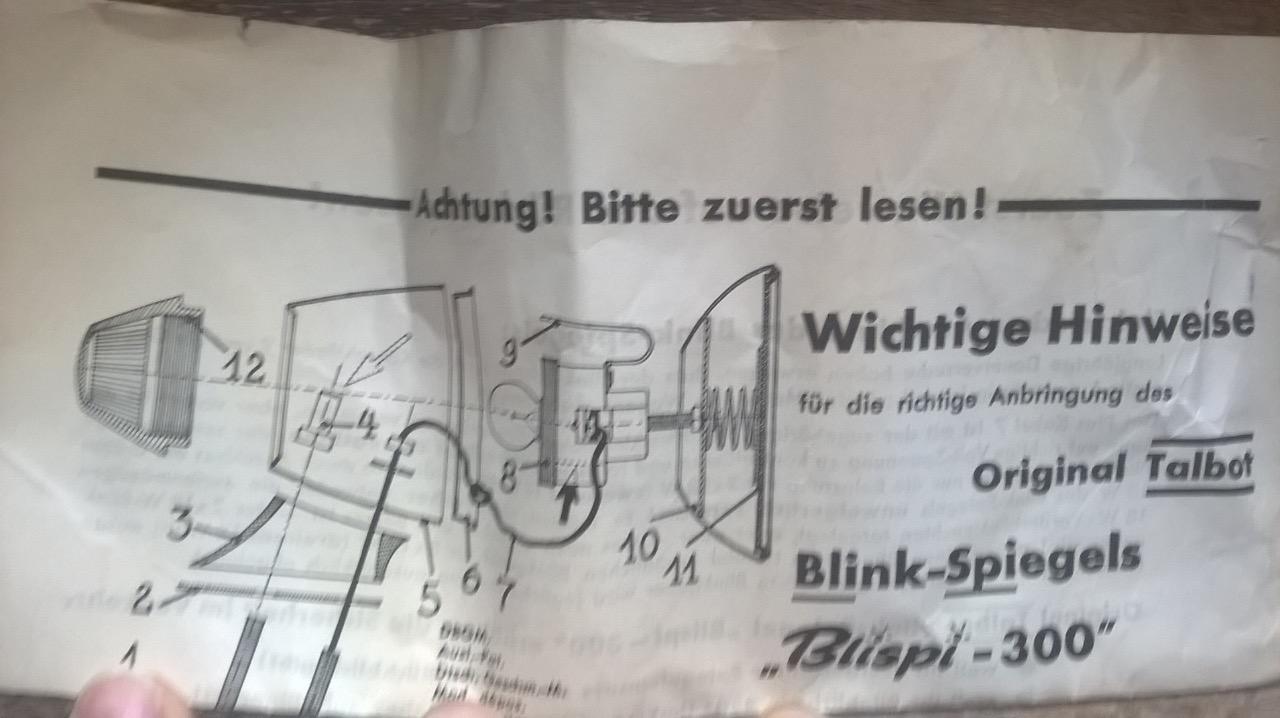 Achtung! Bitte zuerst lesen!
Wichtige Hinweise
für die richtige Anbringung des
Original Talbot
Blink-Spiegels
„Blispi-300"
12
9
4
8
3
10
11
5
6
7
2
1
DBGM,